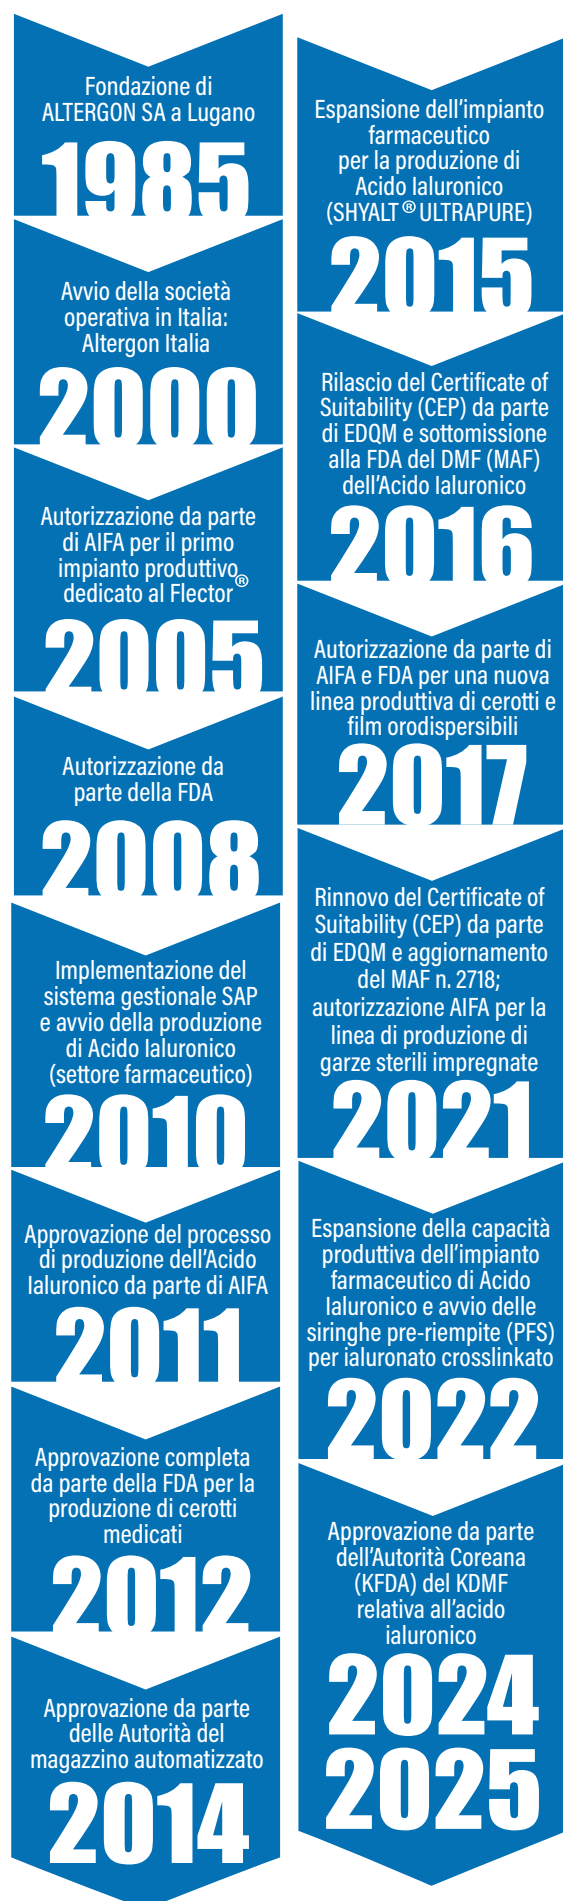 Fondazione di
ALTERGON SA a Lugano
1985
Avvio della società
operativa in Italia:
Altergon Italia
2000
Autorizzazione da parte
di AIFA per il primo
impianto produttivo
dedicato al Flector®
2005
Autorizzazione da
parte della FDA
2008
Implementazione del
sistema gestionale SAP
e avvio della produzione
di Acido Ialuronico
(settore farmaceutico)
2010
Approvazione del processo
di produzione dell'Acido
Ialuronico da parte di AIFA
2011
Approvazione completa
da parte della FDA per la
produzione di cerotti
medicati
2012
Approvazione da parte
delle Autorità del
magazzino automatizzato
2014
Espansione dell'impianto
farmaceutico
per la produzione di
Acido Ialuronico
(SHYALT® ULTRAPURE)
2015
Rilascio del Certificate of
Suitability (CEP) da parte
di EDQM e sottomissione
alla FDA del DMF (MAF)
dell'Acido Ialuronico
2016
Autorizzazione da parte di
AIFA e FDA per una nuova
linea produttiva di cerotti e
film orodispersibili
2017
Rinnovo del Certificate of
Suitability (CEP) da parte
di EDQM e aggiornamento
del MAF n. 2718;
autorizzazione AIFA per la
linea di produzione di
garze sterili impregnate
2021
Espansione della capacità
produttiva dell'impianto
farmaceutico di Acido
Ialuronico e avvio delle
siringhe pre-riempite (PFS)
per ialuronato crosslinkato
2022
Approvazione da parte
dell'Autorità Coreana
(KFDA) del KDMF
relativa all'acido
ialuronico
2024
2025